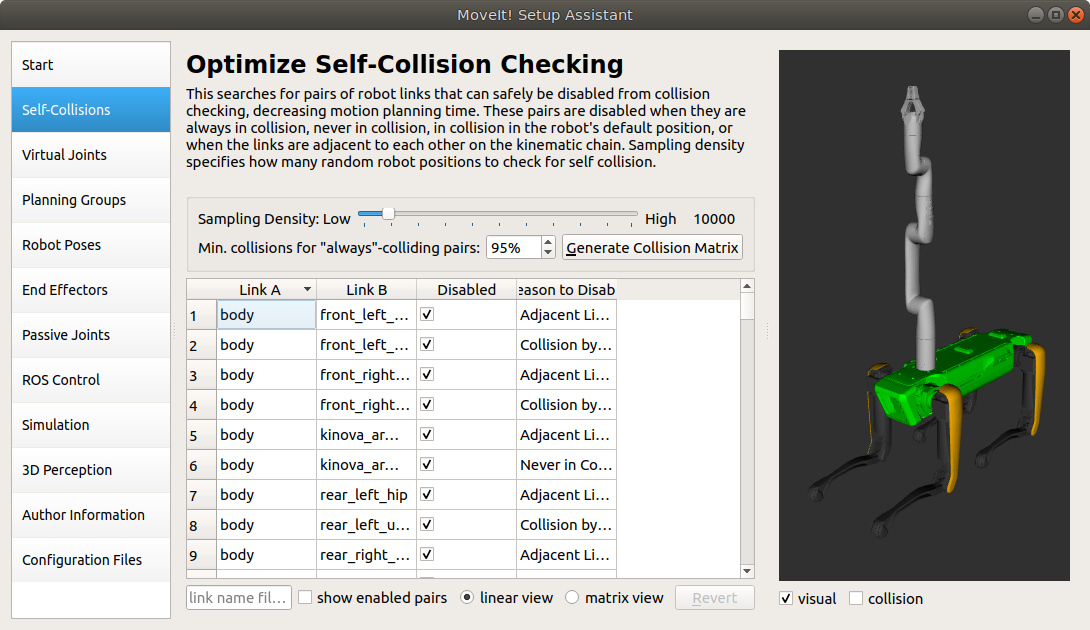 MoveIt! Setup Assistant
Start
Self-Collisions
Virtual Joints
Planning Groups
Robot Poses
End Effectors
Passive Joints
ROS Control
Simulation
3D Perception
Author Information
Configuration Files
Optimize Self-Collision Checking
This searches for pairs of robot links that can safely be disabled from collision
checking, decreasing motion planning time. These pairs are disabled when they are
always in collision, never in collision, in collision in the robot's default position, or
when the links are adjacent to each other on the kinematic chain. Sampling density
specifies how many random robot positions to check for self collision.
Sampling Density: Low High 10000
Min. collisions for "always"-colliding pairs: 95% Generate Collision Matrix
Link A Link B Disabled eason to Disab
1 body front_left_... Adjacent Li...
2 body front_left_... Collision by...
3 body front_right... Adjacent Li...
4 body front_right... Collision by...
5 body kinova_ar... Adjacent Li...
6 body kinova_ar... Never in Co...
7 body rear_left_hip Adjacent Li...
8 body rear_left_u... Collision by...
9 body rear_right_... Adjacent Li...
link name fil... show enabled pairs linear view matrix view Revert
visual collision